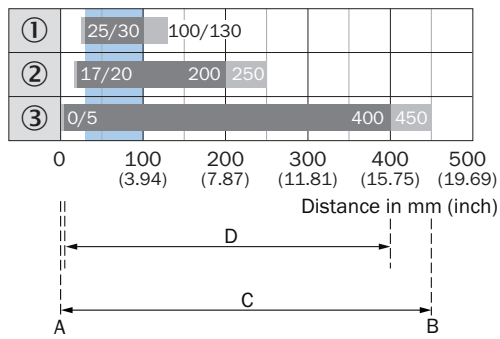 ① 25/30 100/130
② 17/20 200 250
③ 0/5 400 450
0 100 200 300 400 500
(3.94) (7.87) (11.81) (15.75) (19.69)
Distance in mm (inch)
D
C
A B